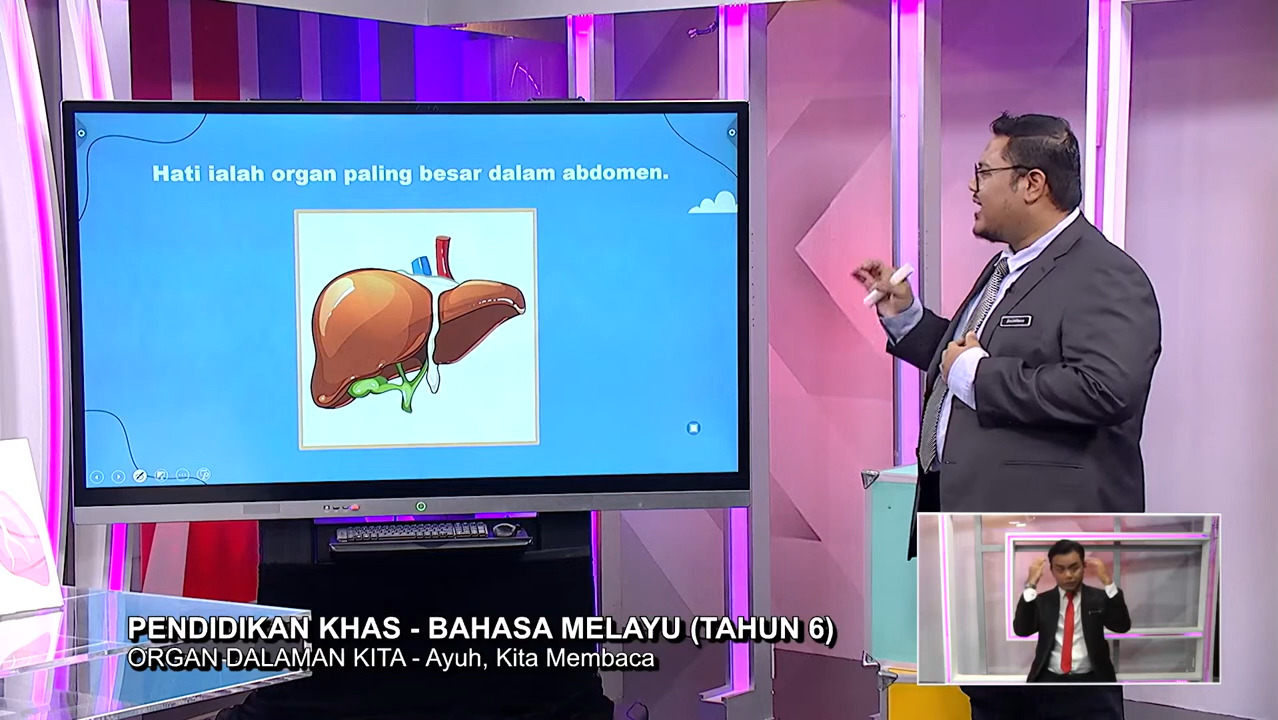 Hati ialah organ paling besar dalam abdomen.
PENDIDIKAN KHAS - BAHASA MELAYU (TAHUN 6)
ORGAN DALAMAN KITA - Ayuh, Kita Membaca